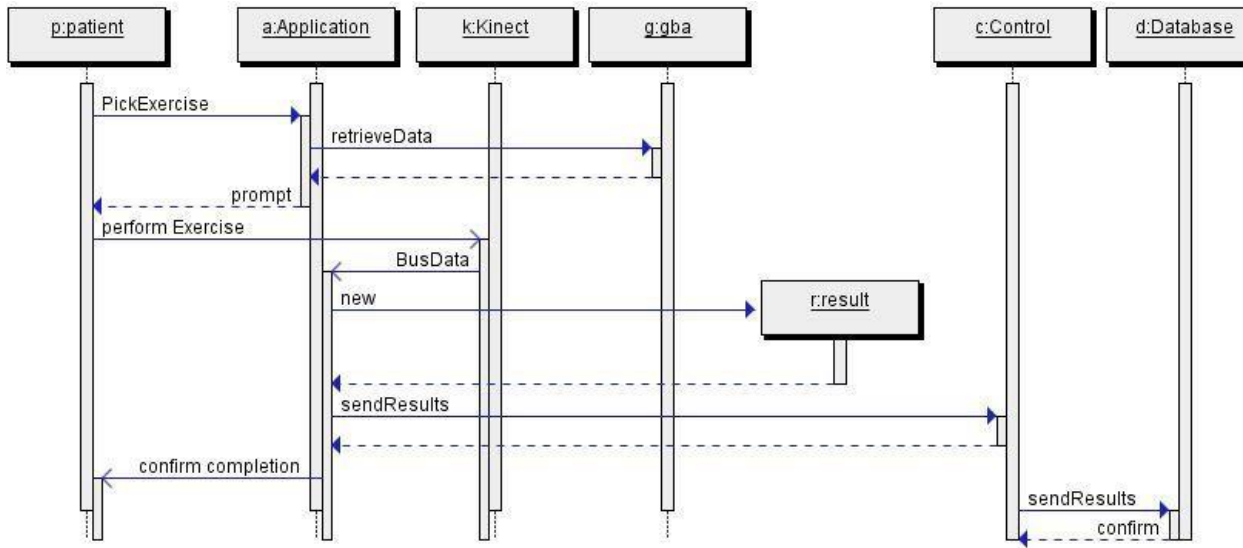 p:patient
a:Application
k:Kinect
g:gba
c:Control
d:Database
PickExercise
retrieveData
prompt
perform Exercise
BusData
new
r:result
sendResults
confirm completion
sendResults
confirm